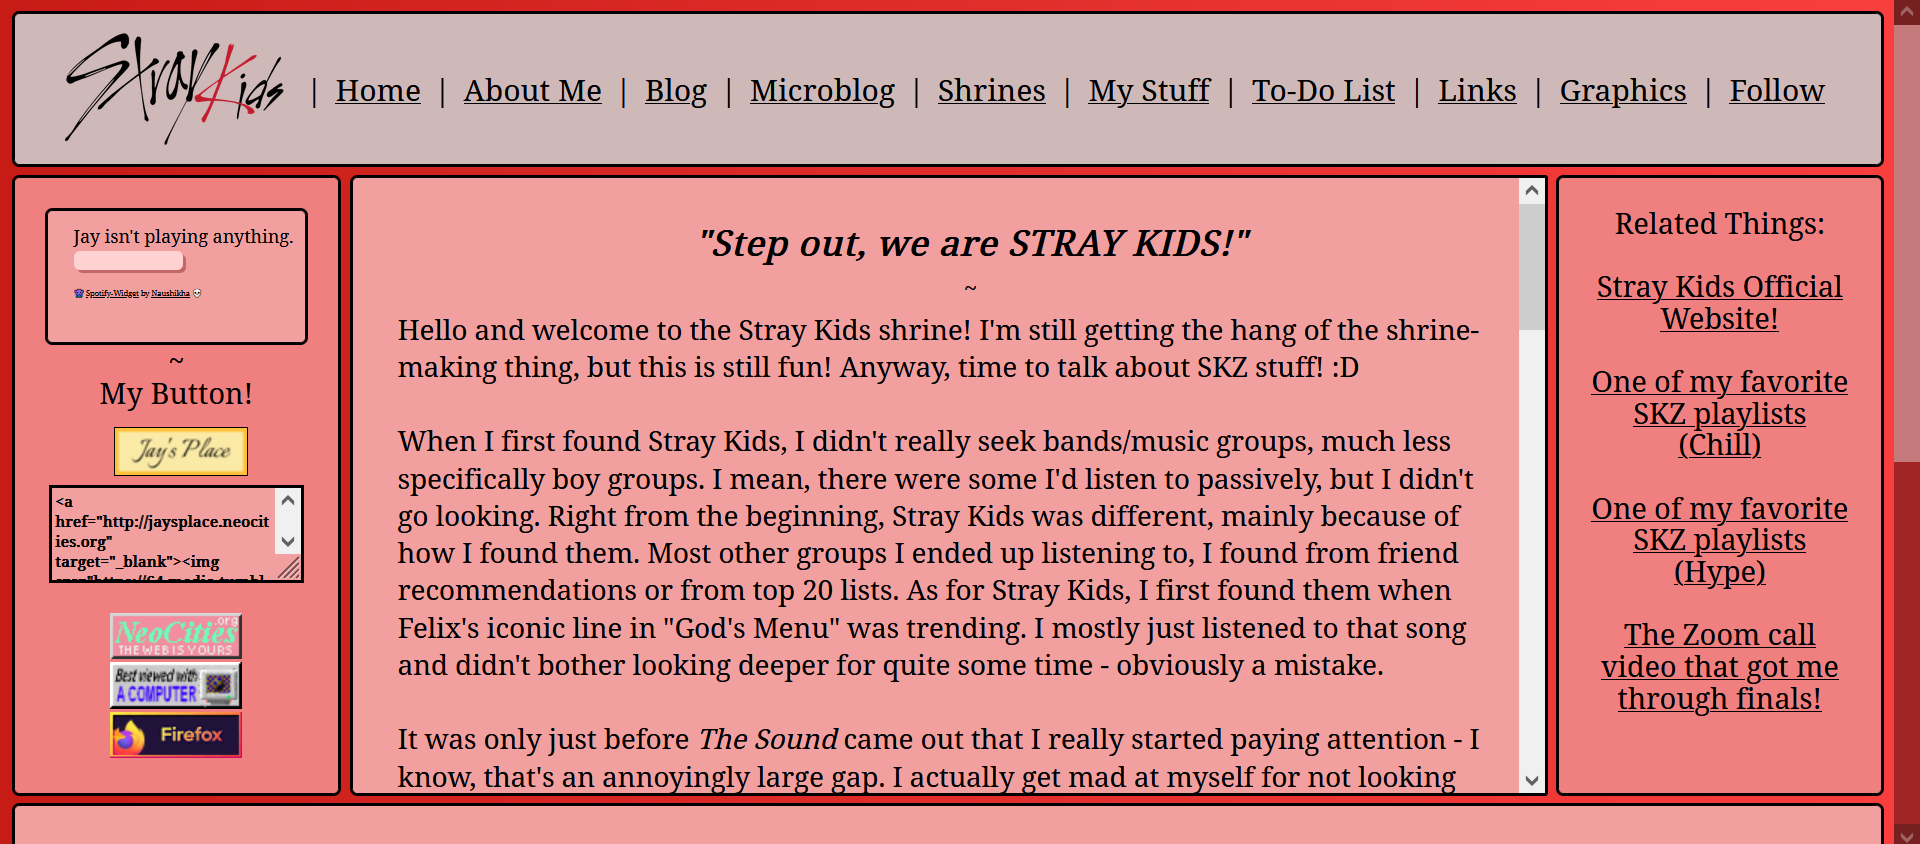 Stray Kids | Home | About Me | Blog | Microblog | Shrines | My Stuff | To-Do List | Links | Graphics | Follow
Jay isn't playing anything.
Spotify-Widget by Naushikha
~
My Button!
Jay's Place
<a
href="http://jaysplace.neocit
ies.org"
target="_blank"><img
NeoCities.org
THE WEB IS YOURS
Best viewed with
A COMPUTER
Firefox
"Step out, we are STRAY KIDS!"
~
Hello and welcome to the Stray Kids shrine! I'm still getting the hang of the shrine-
making thing, but this is still fun! Anyway, time to talk about SKZ stuff! :D
When I first found Stray Kids, I didn't really seek bands/music groups, much less
specifically boy groups. I mean, there were some I'd listen to passively, but I didn't
go looking. Right from the beginning, Stray Kids was different, mainly because of
how I found them. Most other groups I ended up listening to, I found from friend
recommendations or from top 20 lists. As for Stray Kids, I first found them when
Felix's iconic line in "God's Menu" was trending. I mostly just listened to that song
and didn't bother looking deeper for quite some time - obviously a mistake.
It was only just before The Sound came out that I really started paying attention - I
know, that's an annoyingly large gap. I actually get mad at myself for not looking
Related Things:
Stray Kids Official
Website!
One of my favorite
SKZ playlists
(Chill)
One of my favorite
SKZ playlists
(Hype)
The Zoom call
video that got me
through finals!